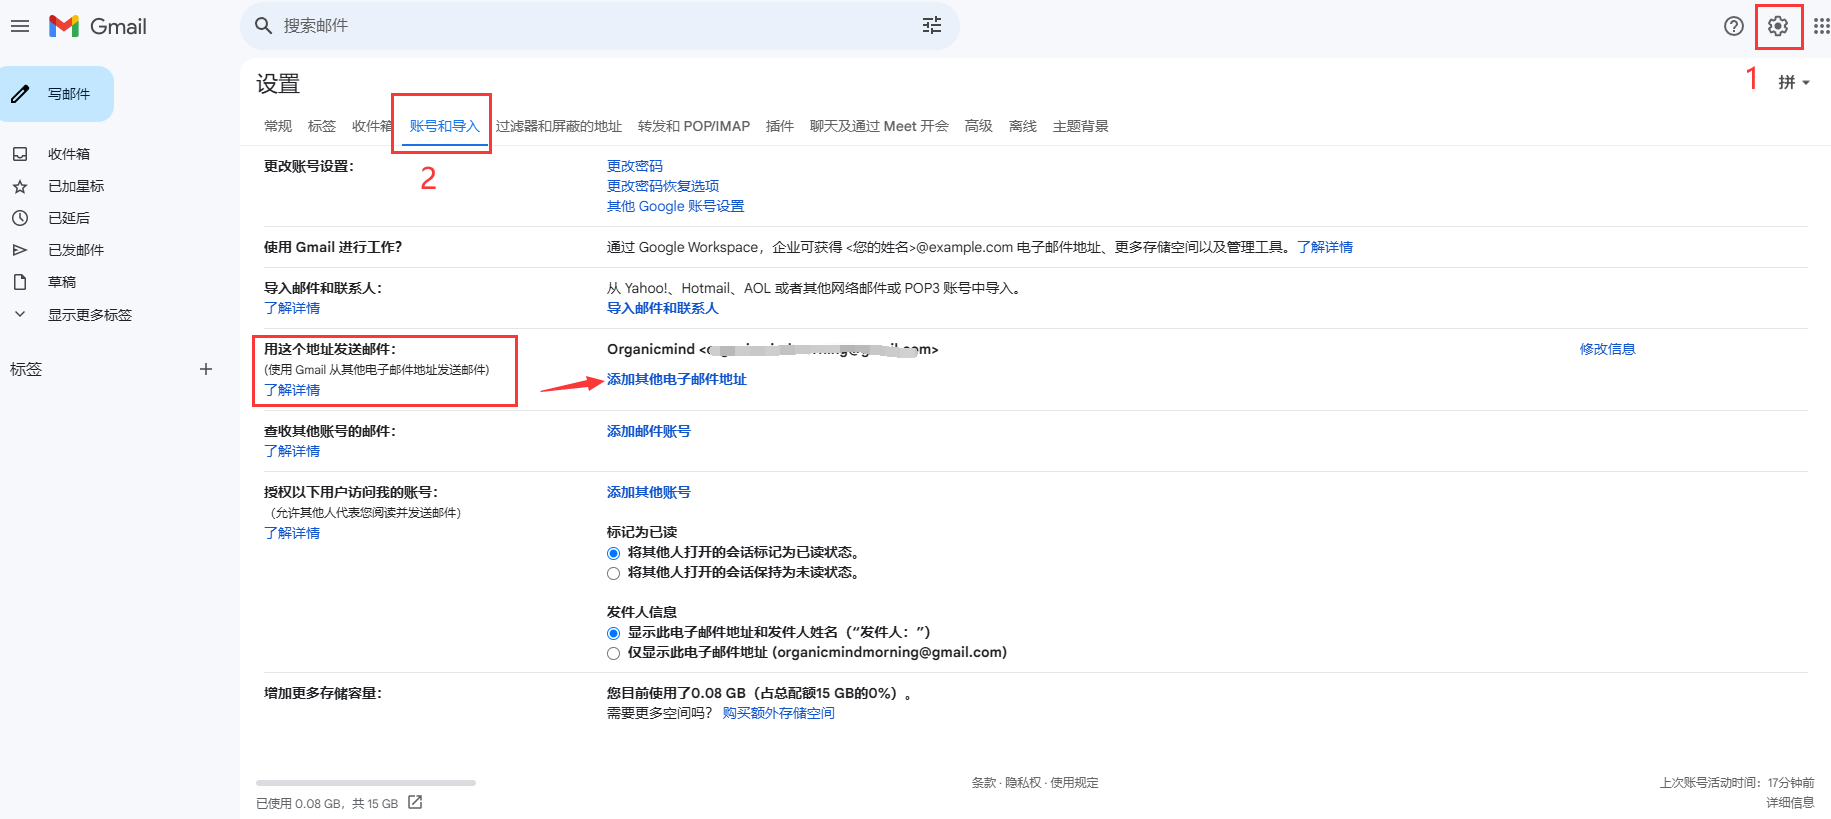 Gmail
搜索邮件
1
拼
写邮件
收件箱
已加星标
已延后
已发邮件
草稿
显示更多标签
标签
设置
常规 标签 收件箱 账号和导入 过滤器和屏蔽的地址 转发和 POP/IMAP 插件 聊天及通过 Meet 开会 高级 离线 主题背景
2
更改账号设置：
更改密码
更改密码恢复选项
其他 Google 账号设置
使用 Gmail 进行工作？
通过 Google Workspace，企业可获得 <您的姓名>@example.com 电子邮件地址、更多存储空间以及管理工具。了解详情
导入邮件和联系人：
了解详情
从 Yahoo!、Hotmail、AOL 或者其他网络邮件或 POP3 账号中导入。
导入邮件和联系人
用这个地址发送邮件：
(使用 Gmail 从其他电子邮件地址发送邮件)
了解详情
Organicmind
修改信息
添加其他电子邮件地址
查收其他账号的邮件：
了解详情
添加邮件账号
授权以下用户访问我的账号：
（允许其他人代表您阅读并发送邮件）
了解详情
添加其他账号
标记为已读
将其他人打开的会话标记为已读状态。
将其他人打开的会话保持为未读状态。
发件人信息
显示此电子邮件地址和发件人姓名（“发件人：”）
仅显示此电子邮件地址 (organicmindmorning@gmail.com)
增加更多存储容量：
您目前使用了0.08 GB（占总配额15 GB的0%）。
需要更多空间吗？ 购买额外存储空间
已使用 0.08 GB，共 15 GB
条款 · 隐私权 · 使用规定
上次账号活动时间：17分钟前
详细信息